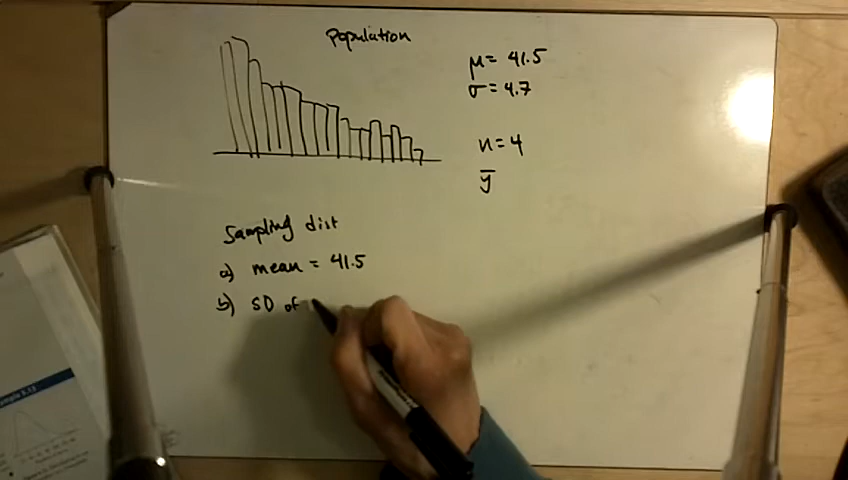 Population
μ = 41.5
σ = 4.7
n = 4
y̅
Sampling dist
a) mean = 41.5
b) SD of